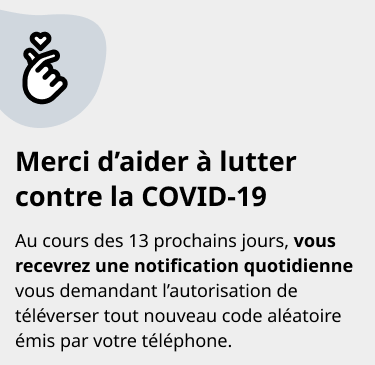 Merci d’aider à lutter
contre la COVID-19
Au cours des 13 prochains jours, vous
recevrez une notification quotidienne
vous demandant l’autorisation de
téléverser tout nouveau code aléatoire
émis par votre téléphone.